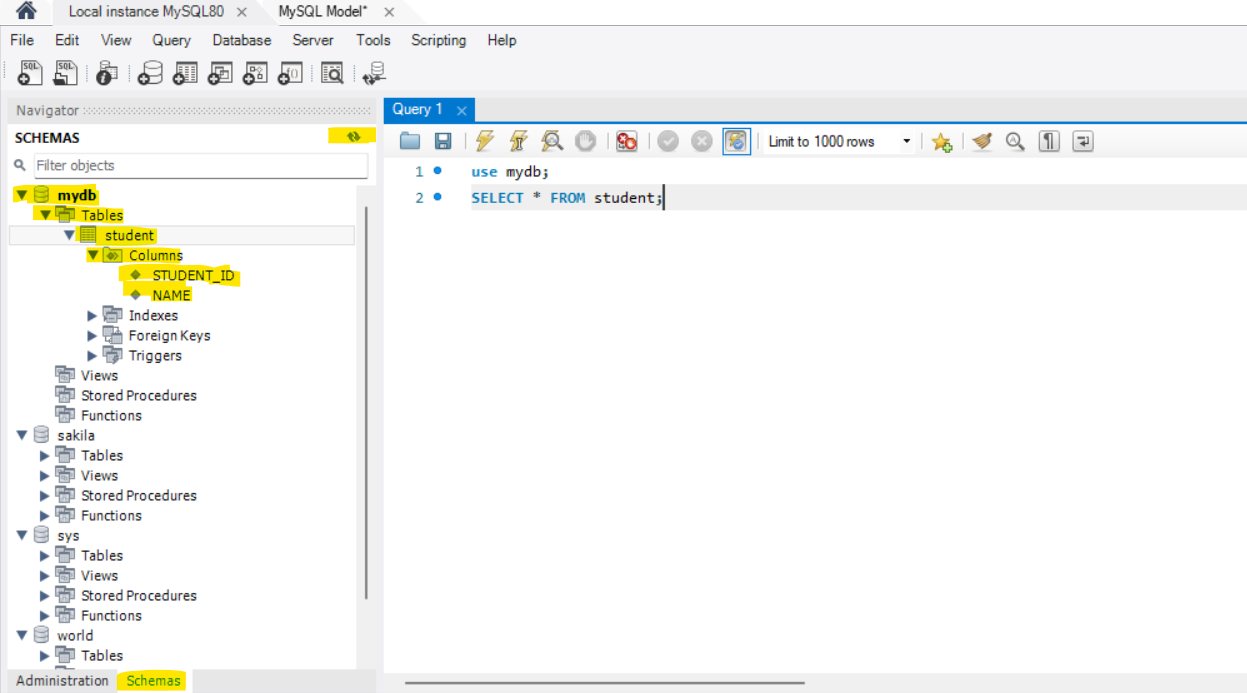 Local instance MySQL80
MySQL Model*
File Edit View Query Database Server Tools Scripting Help
SQL SQL
Navigator
SCHEMAS
Filter objects
mydb
Tables
student
Columns
STUDENT_ID
NAME
Indexes
Foreign Keys
Triggers
Views
Stored Procedures
Functions
sakila
Tables
Views
Stored Procedures
Functions
sys
Tables
Views
Stored Procedures
Functions
world
Tables
Administration Schemas
Query 1
Limit to 1000 rows
1 use mydb;
2 SELECT * FROM student;